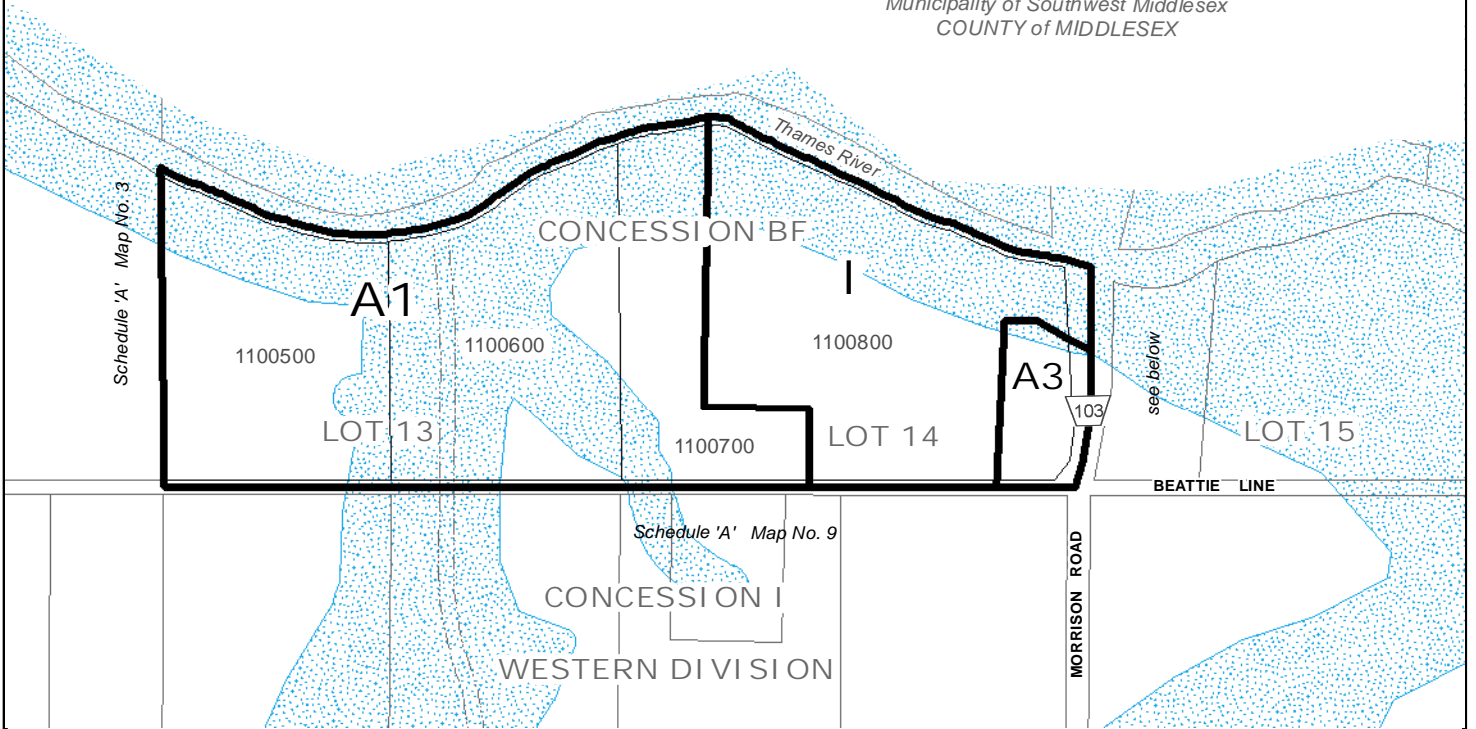 Municipality of Southwest Middlesex
COUNTY of MIDDLESEX
Thames River
Schedule 'A' Map No. 3
CONCESSION BF
A1
I
1100500
1100600
1100800
A3
see below
103
LOT 13
1100700
LOT 14
LOT 15
BEATTIE LINE
Schedule 'A' Map No. 9
MORRISON ROAD
CONCESSION I
WESTERN DIVISION